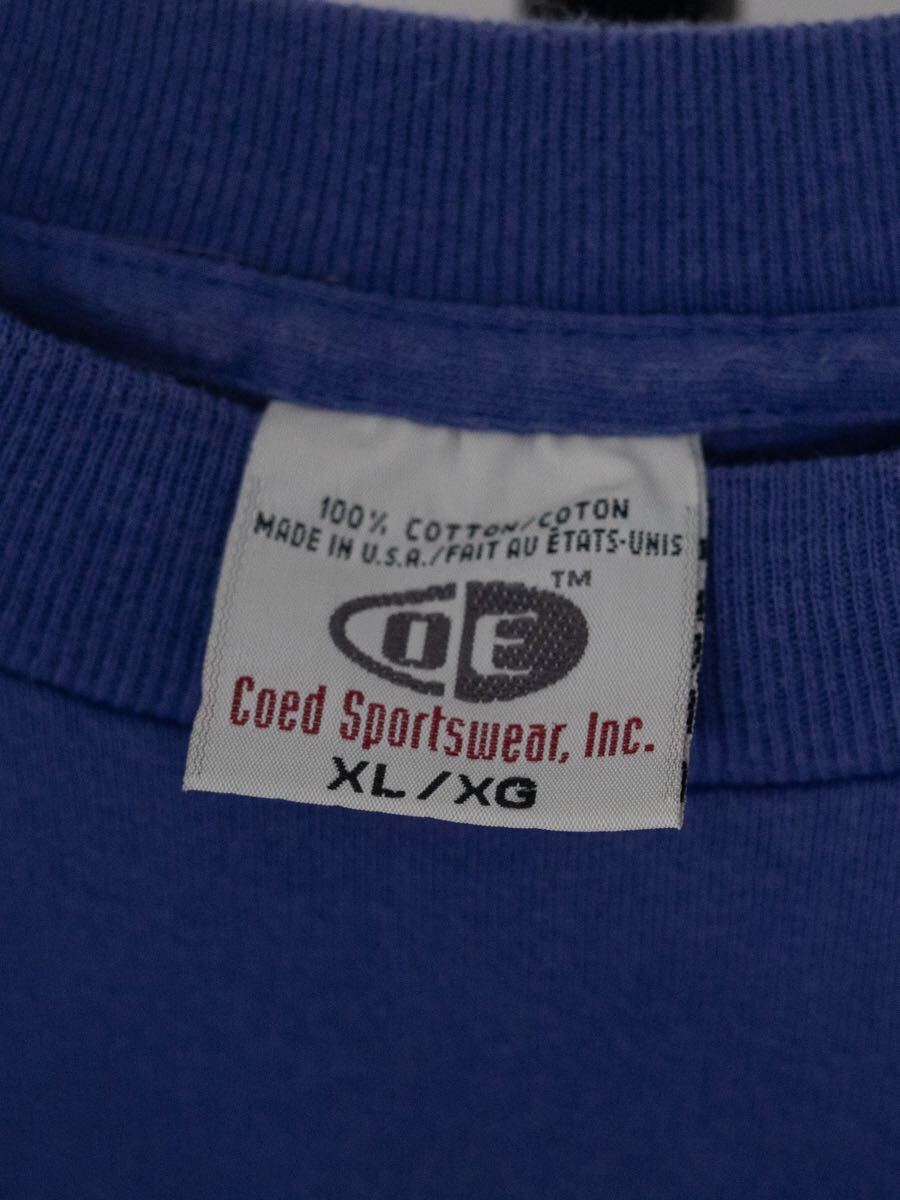 100% COTTON/COTON
MADE IN U.S.A./FAIT AU ÉTATS-UNIS
TM
Coed Sportswear, Inc.
XL/XG